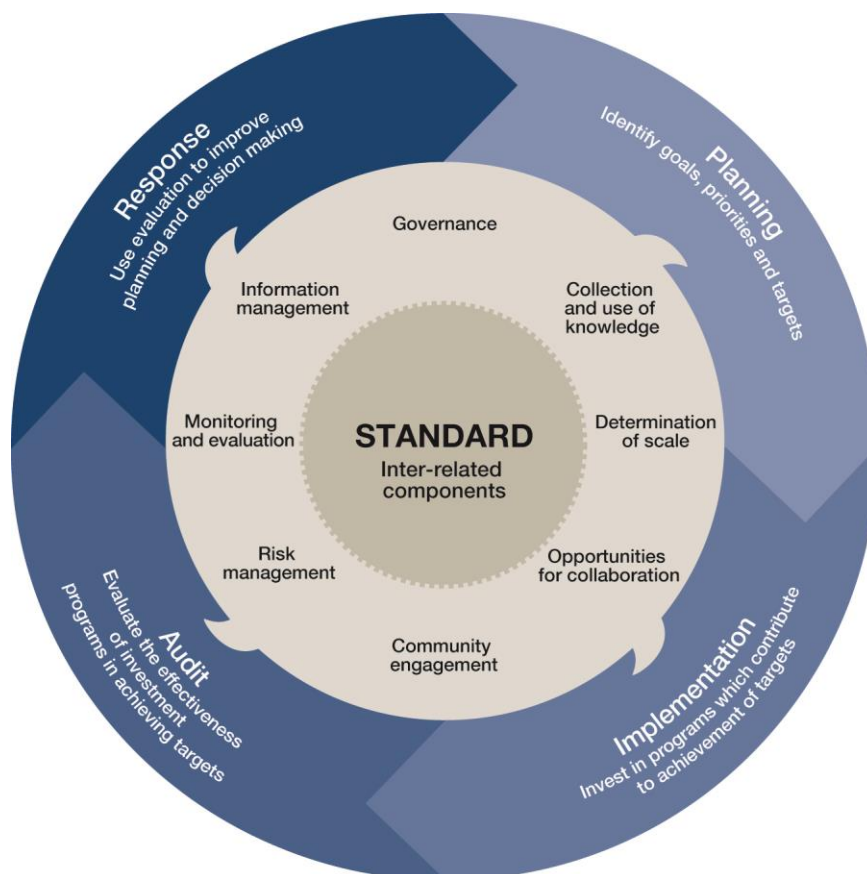 Response
Use evaluation to improve
planning and decision making
Planning
Identify goals, priorities and targets
Governance
Information
management
Collection
and use of
knowledge
Monitoring
and evaluation
STANDARD
Inter-related
components
Determination
of scale
Risk
management
Opportunities
for collaboration
Community
engagement
Audit
Evaluate the effectiveness
of investment
programs in achieving targets
Implementation
Invest in programs which contribute
to achievement of targets